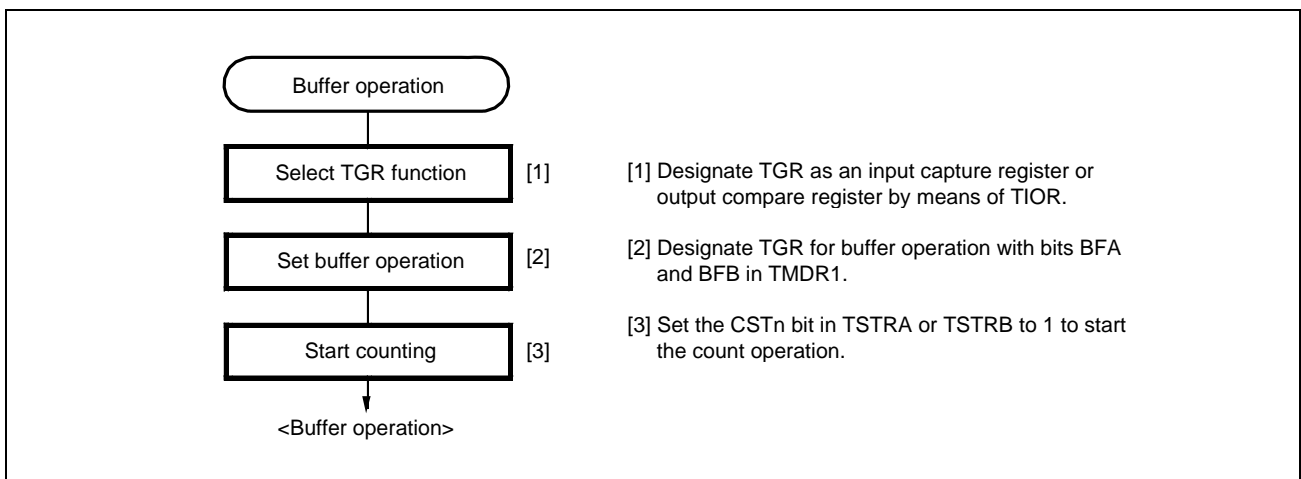 Buffer operation
Select TGR function
[1]
[1] Designate TGR as an input capture register or
output compare register by means of TIOR.
Set buffer operation
[2]
[2] Designate TGR for buffer operation with bits BFA
and BFB in TMDR1.
Start counting
[3]
[3] Set the CSTn bit in TSTRA or TSTRB to 1 to start
the count operation.
<Buffer operation>